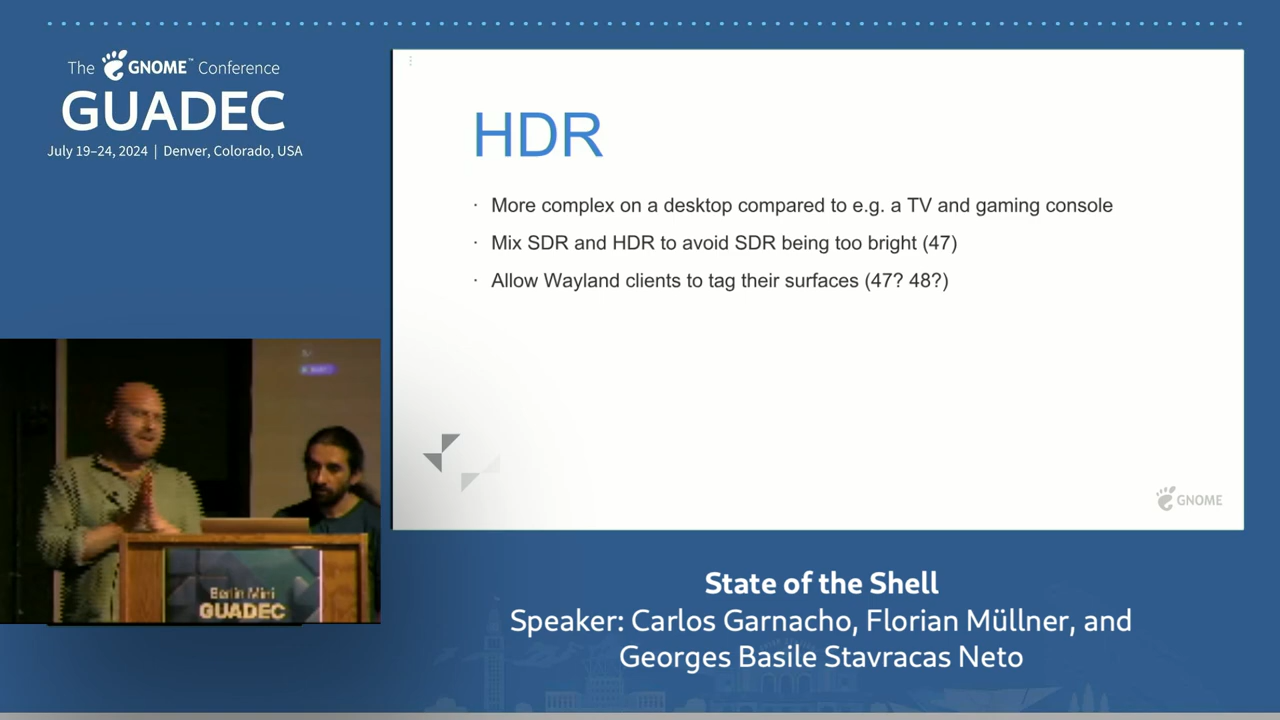 The GNOME™ Conference
GUADEC
July 19–24, 2024 | Denver, Colorado, USA
HDR
· More complex on a desktop compared to e.g. a TV and gaming console
· Mix SDR and HDR to avoid SDR being too bright (47)
· Allow Wayland clients to tag their surfaces (47? 48?)
GNOME
Berlin Mini
GUADEC
State of the Shell
Speaker: Carlos Garnacho, Florian Müllner, and
Georges Basile Stavracas Neto